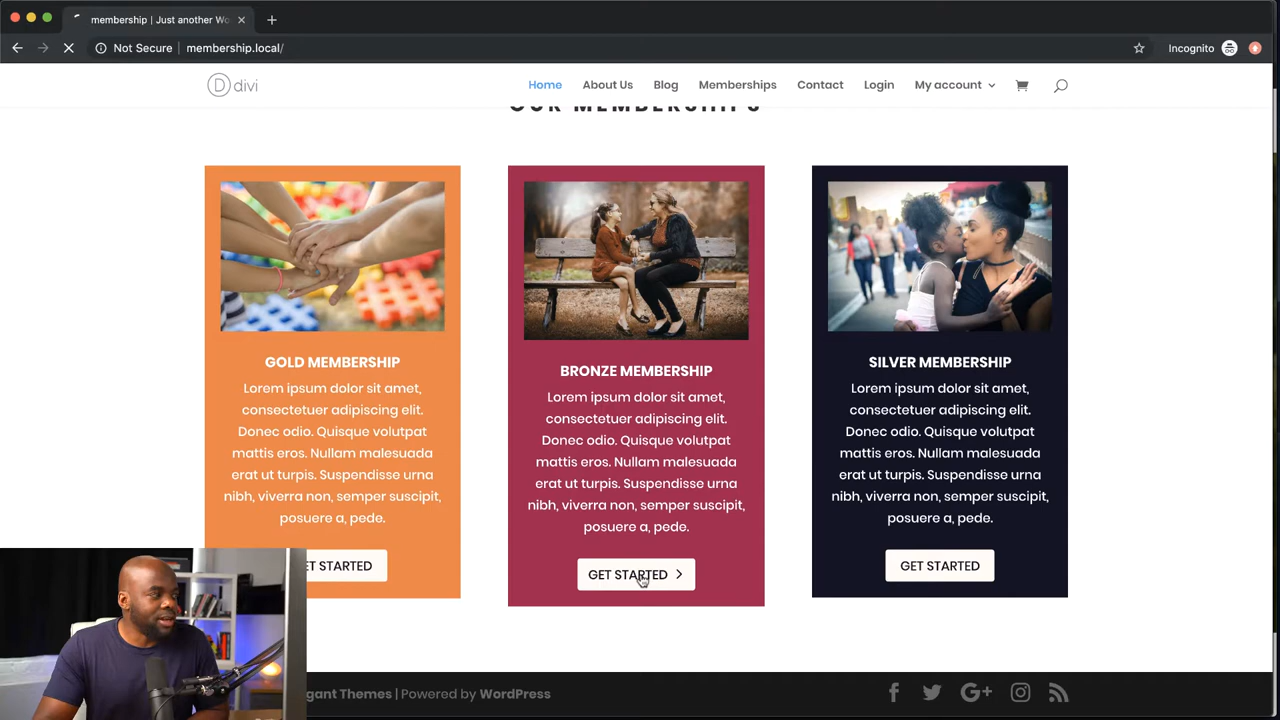 membership | Just another Wo
Not Secure | membership.local/
Incognito
D divi
Home About Us Blog Memberships Contact Login My account
OUR MEMBERSHIPS
GOLD MEMBERSHIP
Lorem ipsum dolor sit amet,
consectetuer adipiscing elit.
Donec odio. Quisque volutpat
mattis eros. Nullam malesuada
erat ut turpis. Suspendisse urna
nibh, viverra non, semper suscipit,
posuere a, pede.
ET STARTED
BRONZE MEMBERSHIP
Lorem ipsum dolor sit amet,
consectetuer adipiscing elit.
Donec odio. Quisque volutpat
mattis eros. Nullam malesuada
erat ut turpis. Suspendisse urna
nibh, viverra non, semper suscipit,
posuere a, pede.
GET STARTED
SILVER MEMBERSHIP
Lorem ipsum dolor sit amet,
consectetuer adipiscing elit.
Donec odio. Quisque volutpat
mattis eros. Nullam malesuada
erat ut turpis. Suspendisse urna
nibh, viverra non, semper suscipit,
posuere a, pede.
GET STARTED
gant Themes | Powered by WordPress